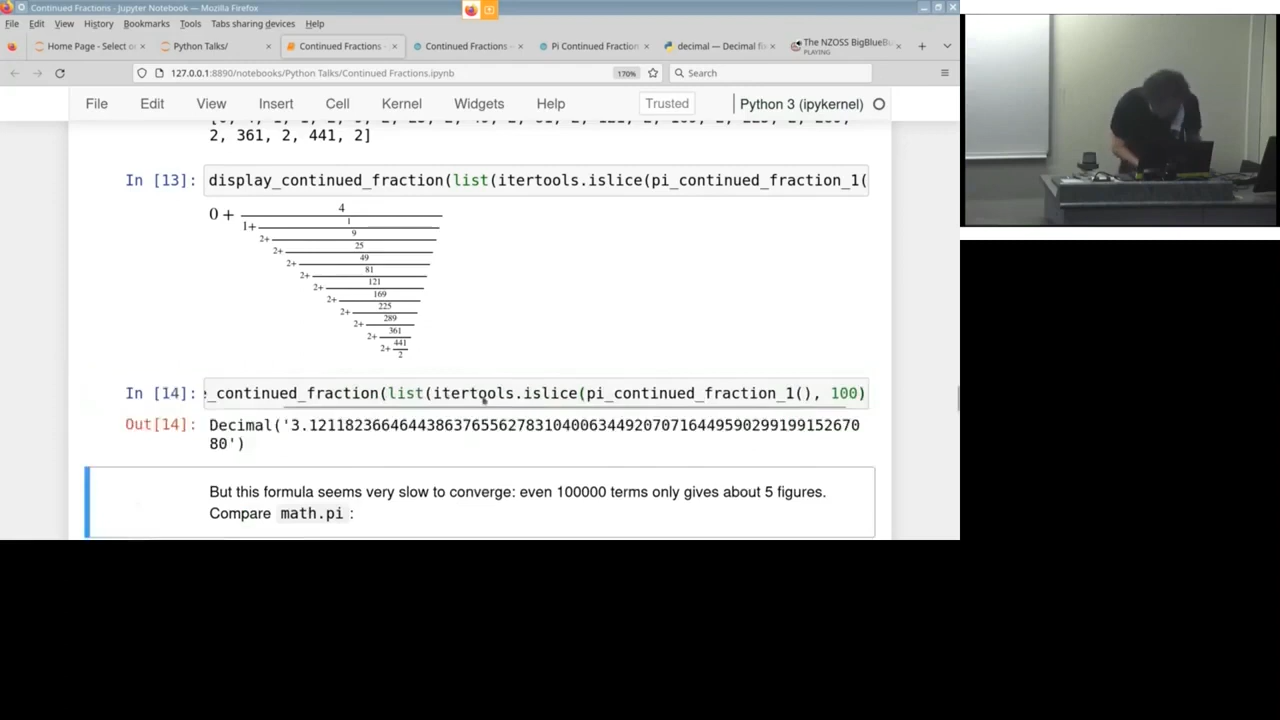 Continued Fractions - Jupyter Notebook - Mozilla Firefox
File Edit View History Bookmarks Tools Tabs sharing devices Help
Home Page - Select or
Python Talks/
Continued Fractions
Continued Fractions -
Pi Continued Fraction
decimal — Decimal fi
The NZOSS BigBlueBu
PLAYING
127.0.0.1:8890/notebooks/Python Talks/Continued Fractions.ipynb
170%
Search
File Edit View Insert Cell Kernel Widgets Help
Trusted
Python 3 (ipykernel)
2, 361, 2, 441, 2]
In [13]: display_continued_fraction(list(itertools.islice(pi_continued_fraction_1(
0 + 4
1+ 1
2+ 9
2+ 25
2+ 49
2+ 81
2+ 121
2+ 169
2+ 225
2+ 289
2+ 361
2+ 441
2
In [14]: _continued_fraction(list(itertools.islice(pi_continued_fraction_1(), 100)
Out[14]: Decimal('3.121182366464438637655627831040063449207071644959029919915267​0
80')
But this formula seems very slow to converge: even 100000 terms only gives about 5 figures.
Compare math.pi :